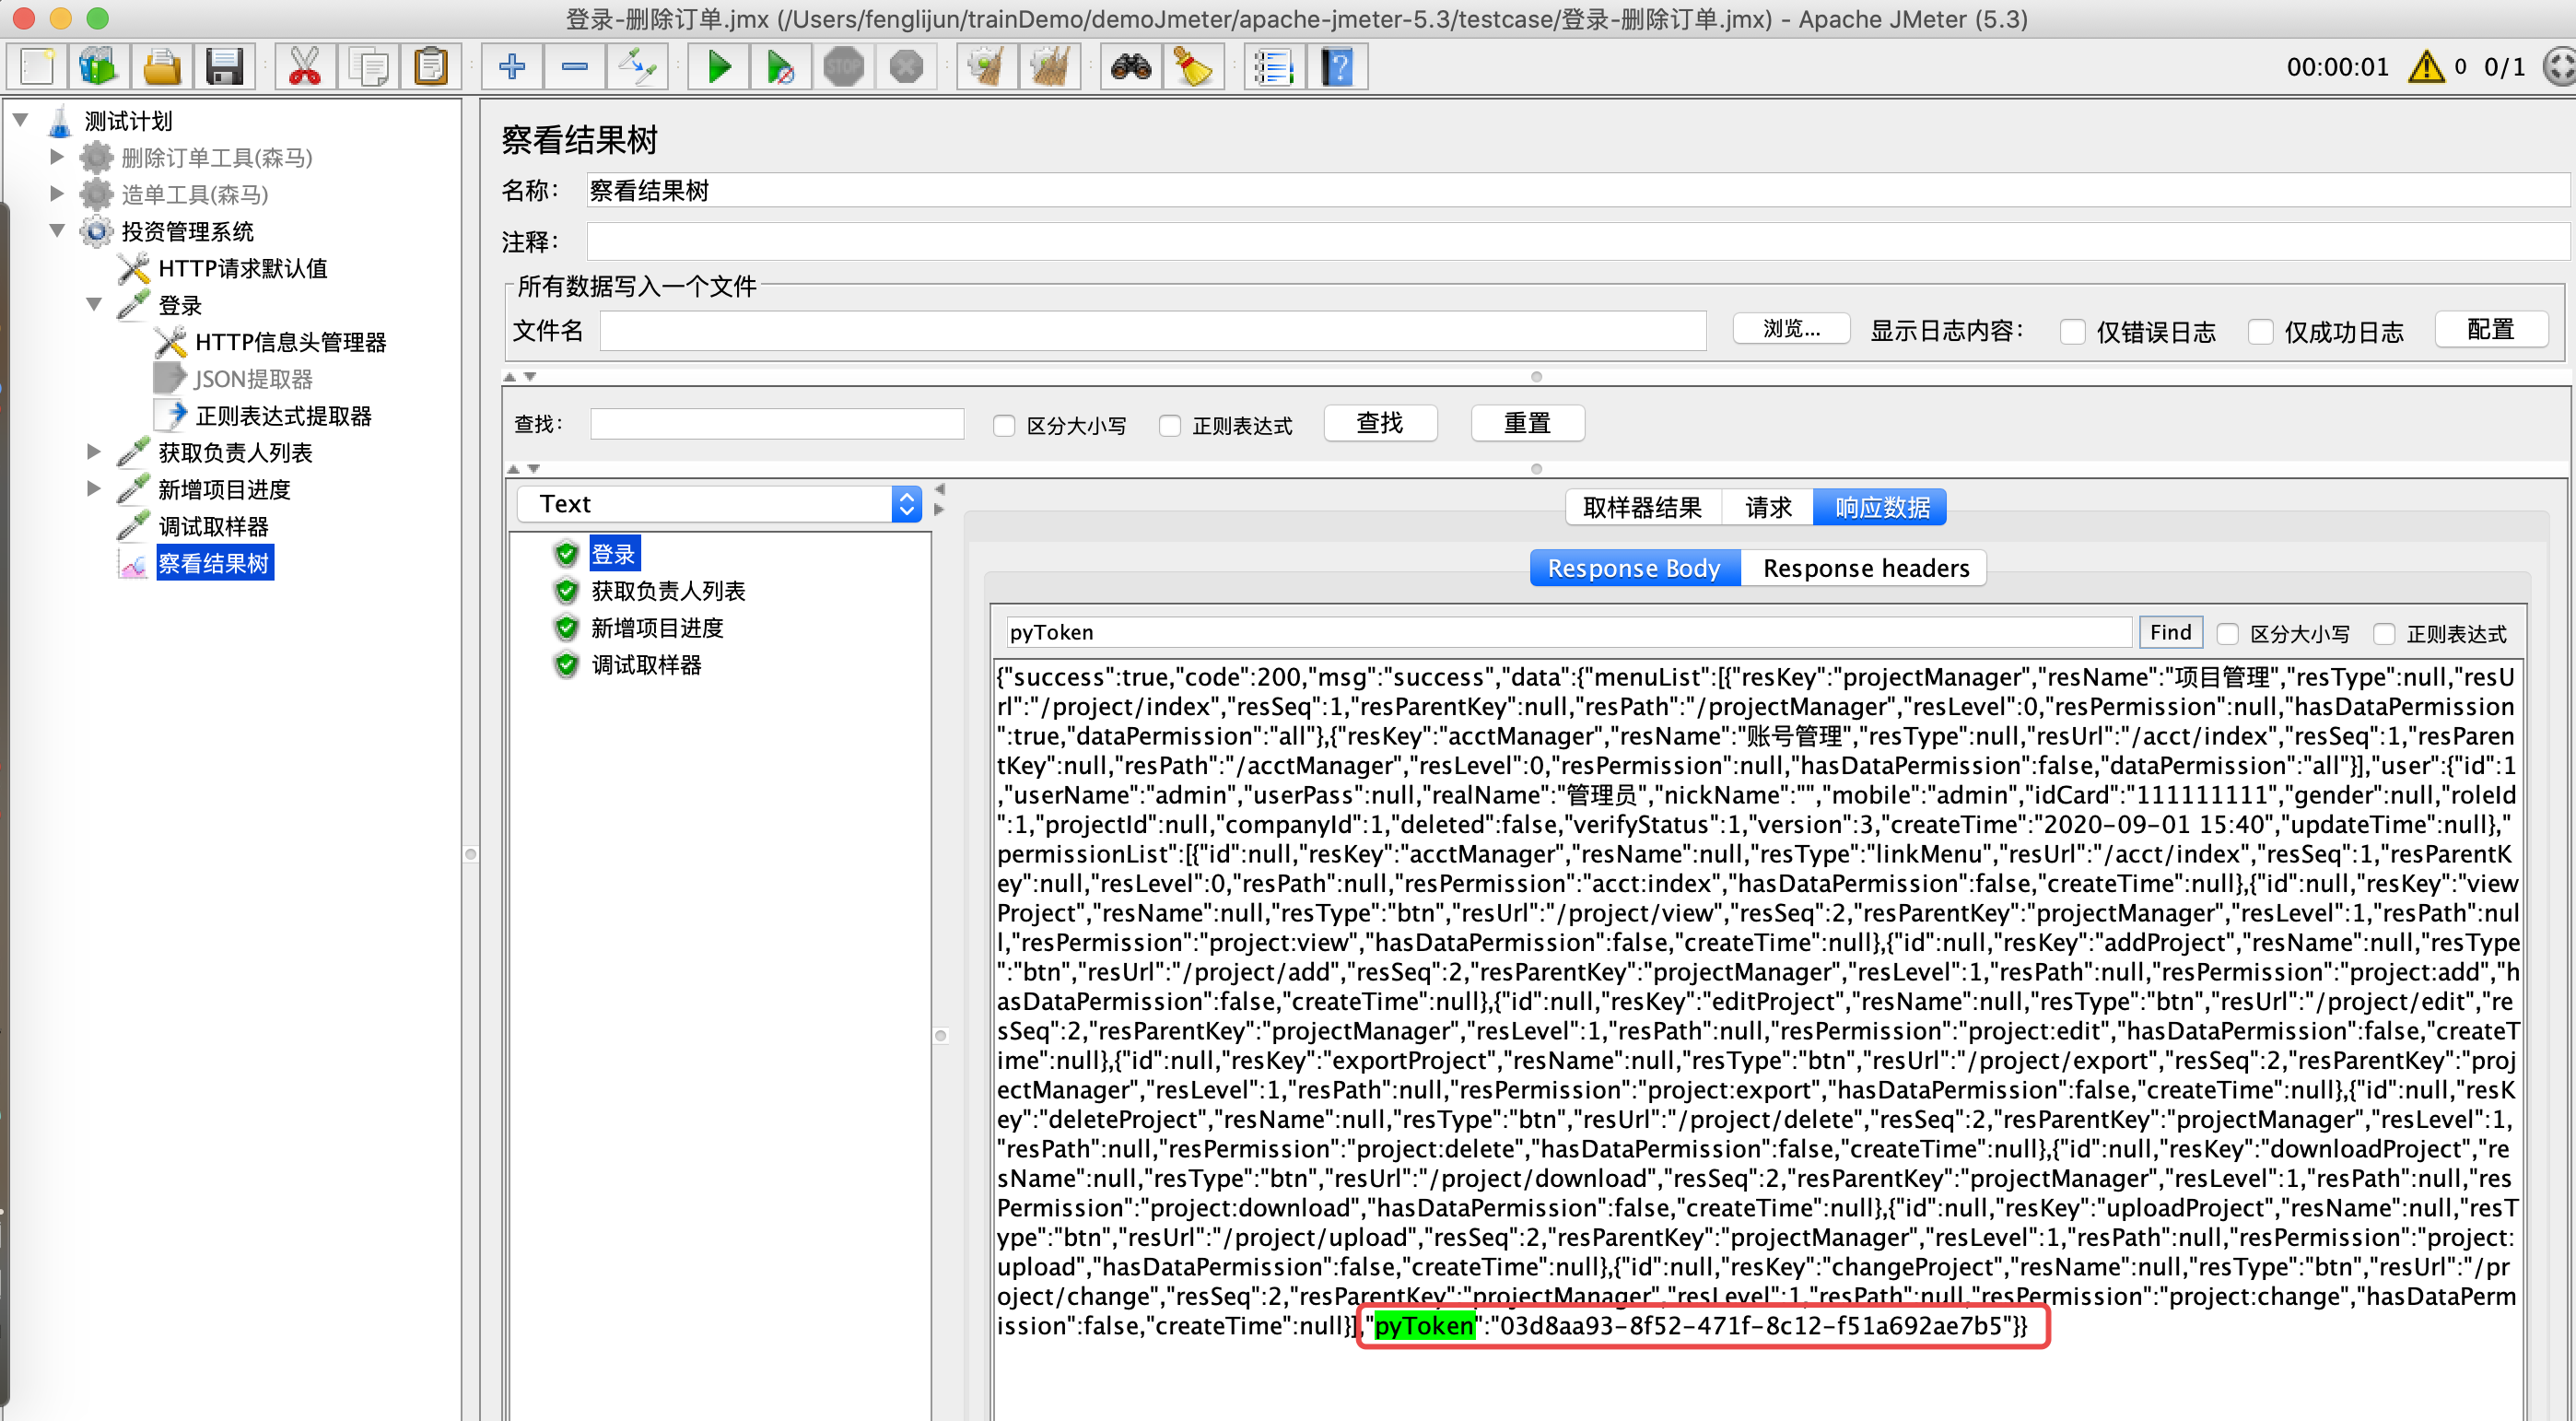 登录-删除订单.jmx (/Users/fenglijun/trainDemo/demoJmeter/apache-jmeter-5.3/testcase/登录-删除订单.jmx) - Apache JMeter (5.3)
STOP
00:00:01
0
0/1
测试计划
删除订单工具(森马)
造单工具(森马)
投资管理系统
HTTP请求默认值
登录
HTTP信息头管理器
JSON提取器
正则表达式提取器
获取负责人列表
新增项目进度
调试取样器
察看结果树
察看结果树
名称:
察看结果树
注释:
所有数据写入一个文件
文件名
浏览...
显示日志内容:
仅错误日志
仅成功日志
配置
查找:
区分大小写
正则表达式
查找
重置
Text
登录
获取负责人列表
新增项目进度
调试取样器
取样器结果
请求
响应数据
Response Body
Response headers
pyToken
Find
区分大小写
正则表达式
{"success":true,"code":200,"msg":"success","data":{"menuList":[{"resKey":"projectManager","resName":"项目管理","resType":null,"resU
rl":"/project/index","resSeq":1,"resParentKey":null,"resPath":"/projectManager","resLevel":0,"resPermission":null,"hasDataPermission
":true,"dataPermission":"all"},{"resKey":"acctManager","resName":"账号管理","resType":null,"resUrl":"/acct/index","resSeq":1,"resParen
tKey":null,"resPath":"/acctManager","resLevel":0,"resPermission":null,"hasDataPermission":false,"dataPermission":"all"}],"user":{"id":1
,"userName":"admin","userPass":null,"realName":"管理员","nickName":"","mobile":"admin","idCard":"111111111","gender":null,"roleId
":1,"projectId":null,"companyId":1,"deleted":false,"verifyStatus":1,"version":3,"createTime":"2020-09-01 15:40","updateTime":null},"
permissionList":[{"id":null,"resKey":"acctManager","resName":null,"resType":"linkMenu","resUrl":"/acct/index","resSeq":1,"resParentK
ey":null,"resLevel":0,"resPath":null,"resPermission":"acct:index","hasDataPermission":false,"createTime":null},{"id":null,"resKey":"view
Project","resName":null,"resType":"btn","resUrl":"/project/view","resSeq":2,"resParentKey":"projectManager","resLevel":1,"resPath":nul
l,"resPermission":"project:view","hasDataPermission":false,"createTime":null},{"id":null,"resKey":"addProject","resName":null,"resType
":"btn","resUrl":"/project/add","resSeq":2,"resParentKey":"projectManager","resLevel":1,"resPath":null,"resPermission":"project:add","h
asDataPermission":false,"createTime":null},{"id":null,"resKey":"editProject","resName":null,"resType":"btn","resUrl":"/project/edit","re
sSeq":2,"resParentKey":"projectManager","resLevel":1,"resPath":null,"resPermission":"project:edit","hasDataPermission":false,"createT
ime":null},{"id":null,"resKey":"exportProject","resName":null,"resType":"btn","resUrl":"/project/export","resSeq":2,"resParentKey":"proj
ectManager","resLevel":1,"resPath":null,"resPermission":"project:export","hasDataPermission":false,"createTime":null},{"id":null,"resK
ey":"deleteProject","resName":null,"resType":"btn","resUrl":"/project/delete","resSeq":2,"resParentKey":"projectManager","resLevel":1,
"resPath":null,"resPermission":"project:delete","hasDataPermission":false,"createTime":null},{"id":null,"resKey":"downloadProject","re
sName":null,"resType":"btn","resUrl":"/project/download","resSeq":2,"resParentKey":"projectManager","resLevel":1,"resPath":null,"res
Permission":"project:download","hasDataPermission":false,"createTime":null},{"id":null,"resKey":"uploadProject","resName":null,"resT
ype":"btn","resUrl":"/project/upload","resSeq":2,"resParentKey":"projectManager","resLevel":1,"resPath":null,"resPermission":"project:
upload","hasDataPermission":false,"createTime":null},{"id":null,"resKey":"changeProject","resName":null,"resType":"btn","resUrl":"/pr
oject/change","resSeq":2,"resParentKey":"projectManager","resLevel":1,"resPath":null,"resPermission":"project:change","hasDataPerm
ission":false,"createTime":null}],"pyToken":"03d8aa93-8f52-471f-8c12-f51a692ae7b5"}}